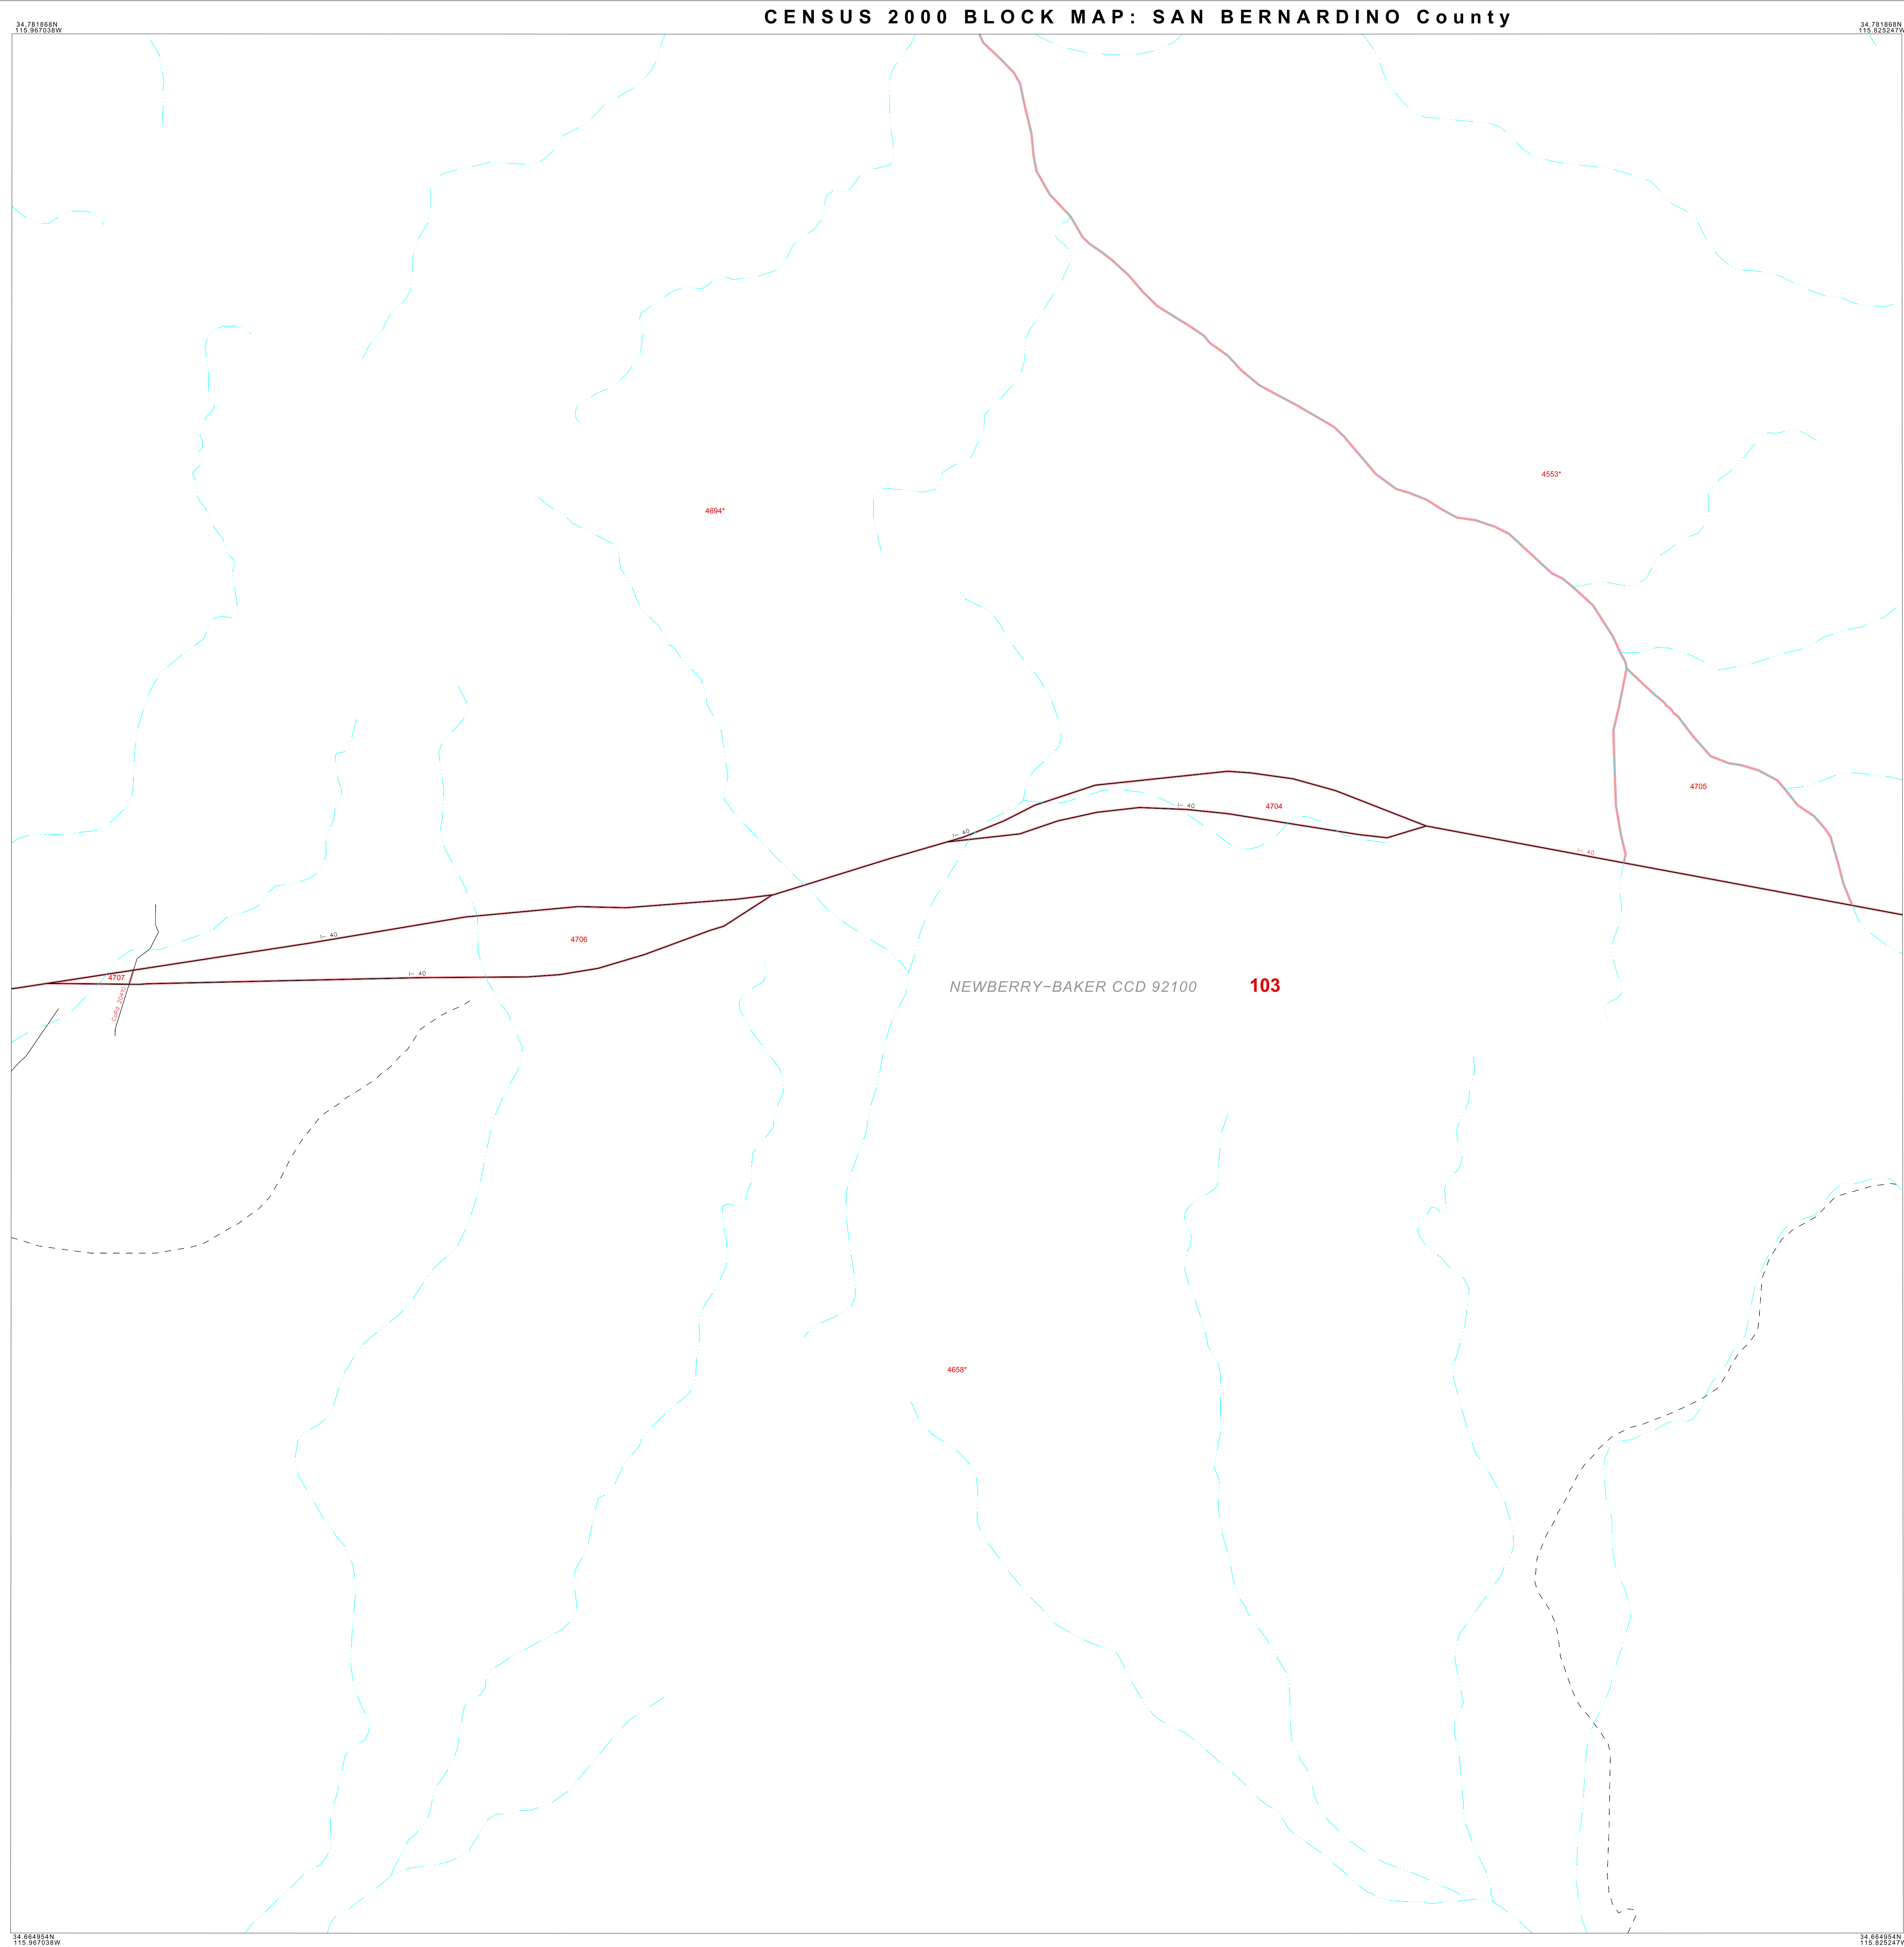 CENSUS 2000 BLOCK MAP: SAN BERNARDINO County
34.781868N
115.967038W
34.781868N
115.825247W
4553*
4694*
4705
I- 40
4704
I- 40
I- 40
I- 40
4706
I- 40
4707
CoRd 20410
NEWBERRY-BAKER CCD 92100
103
4658*
34.664954N
115.967038W
34.664954N
115.825247W